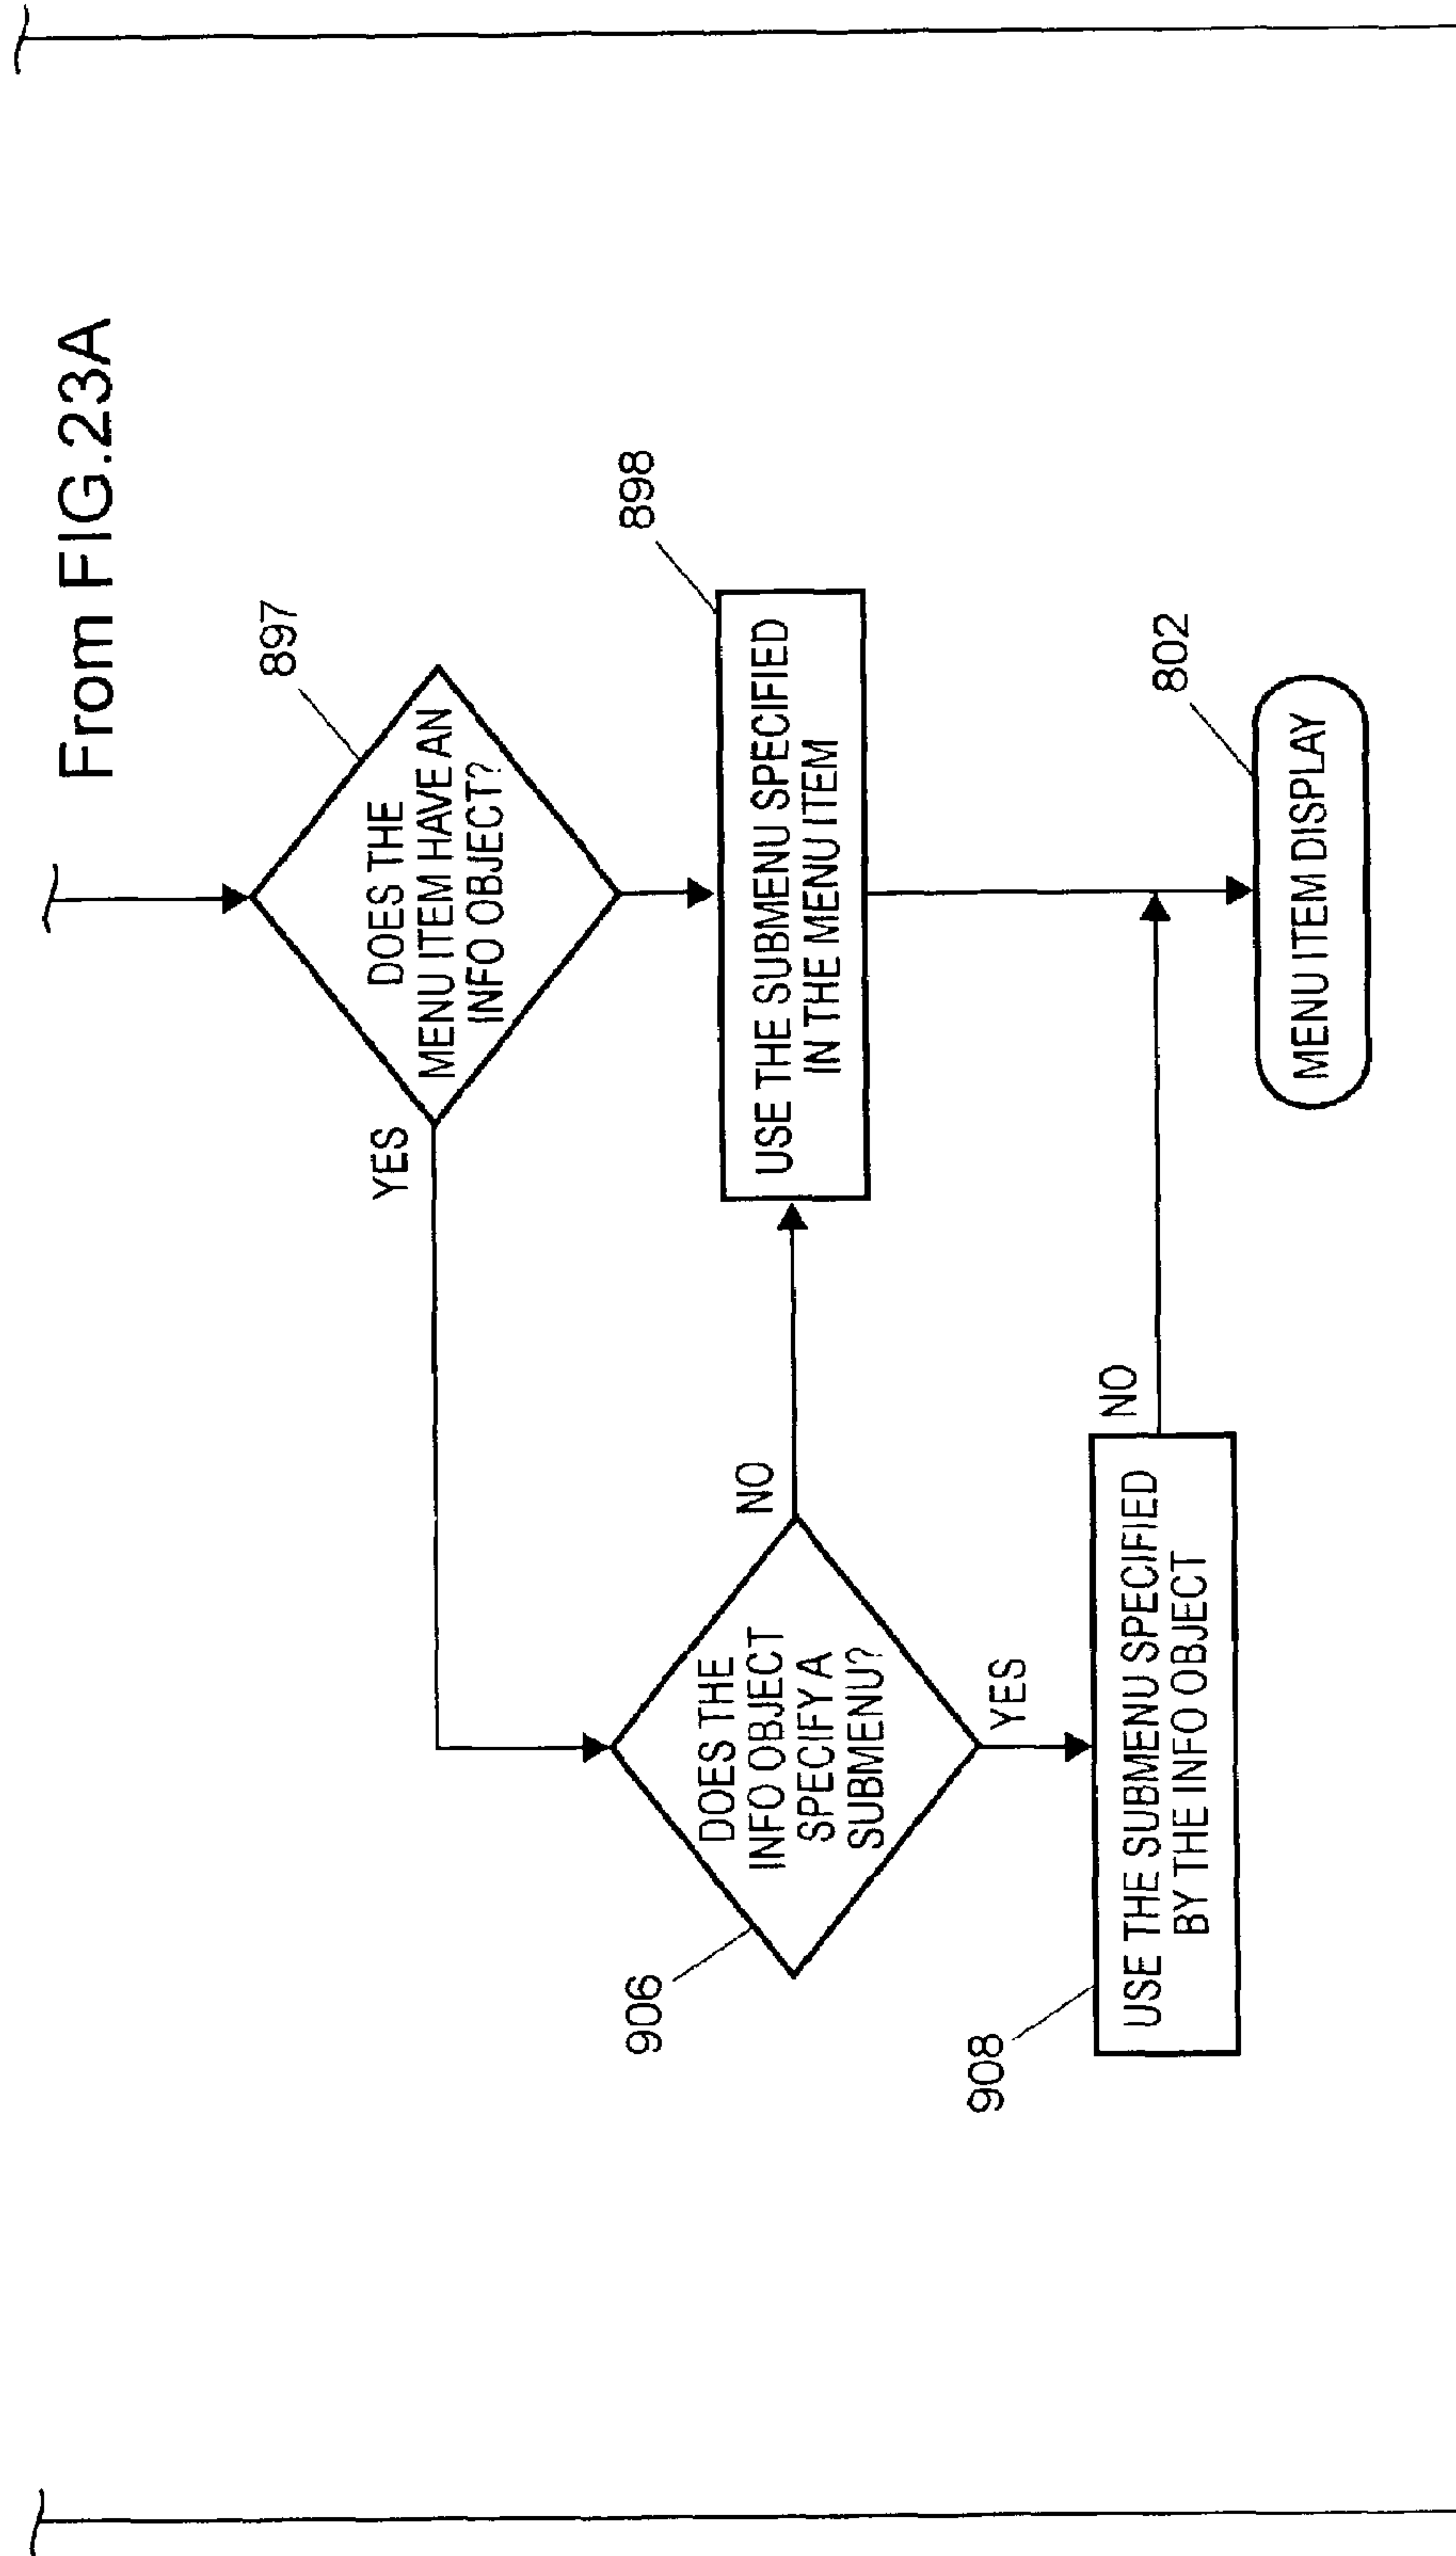 From FIG.23A
897
DOES THE
MENU ITEM HAVE AN
INFO OBJECT?
YES
898
USE THE SUBMENU SPECIFIED
IN THE MENU ITEM
906
DOES THE
INFO OBJECT
SPECIFY A
SUBMENU?
NO
YES
908
USE THE SUBMENU SPECIFIED
BY THE INFO OBJECT
NO
802
MENU ITEM DISPLAY